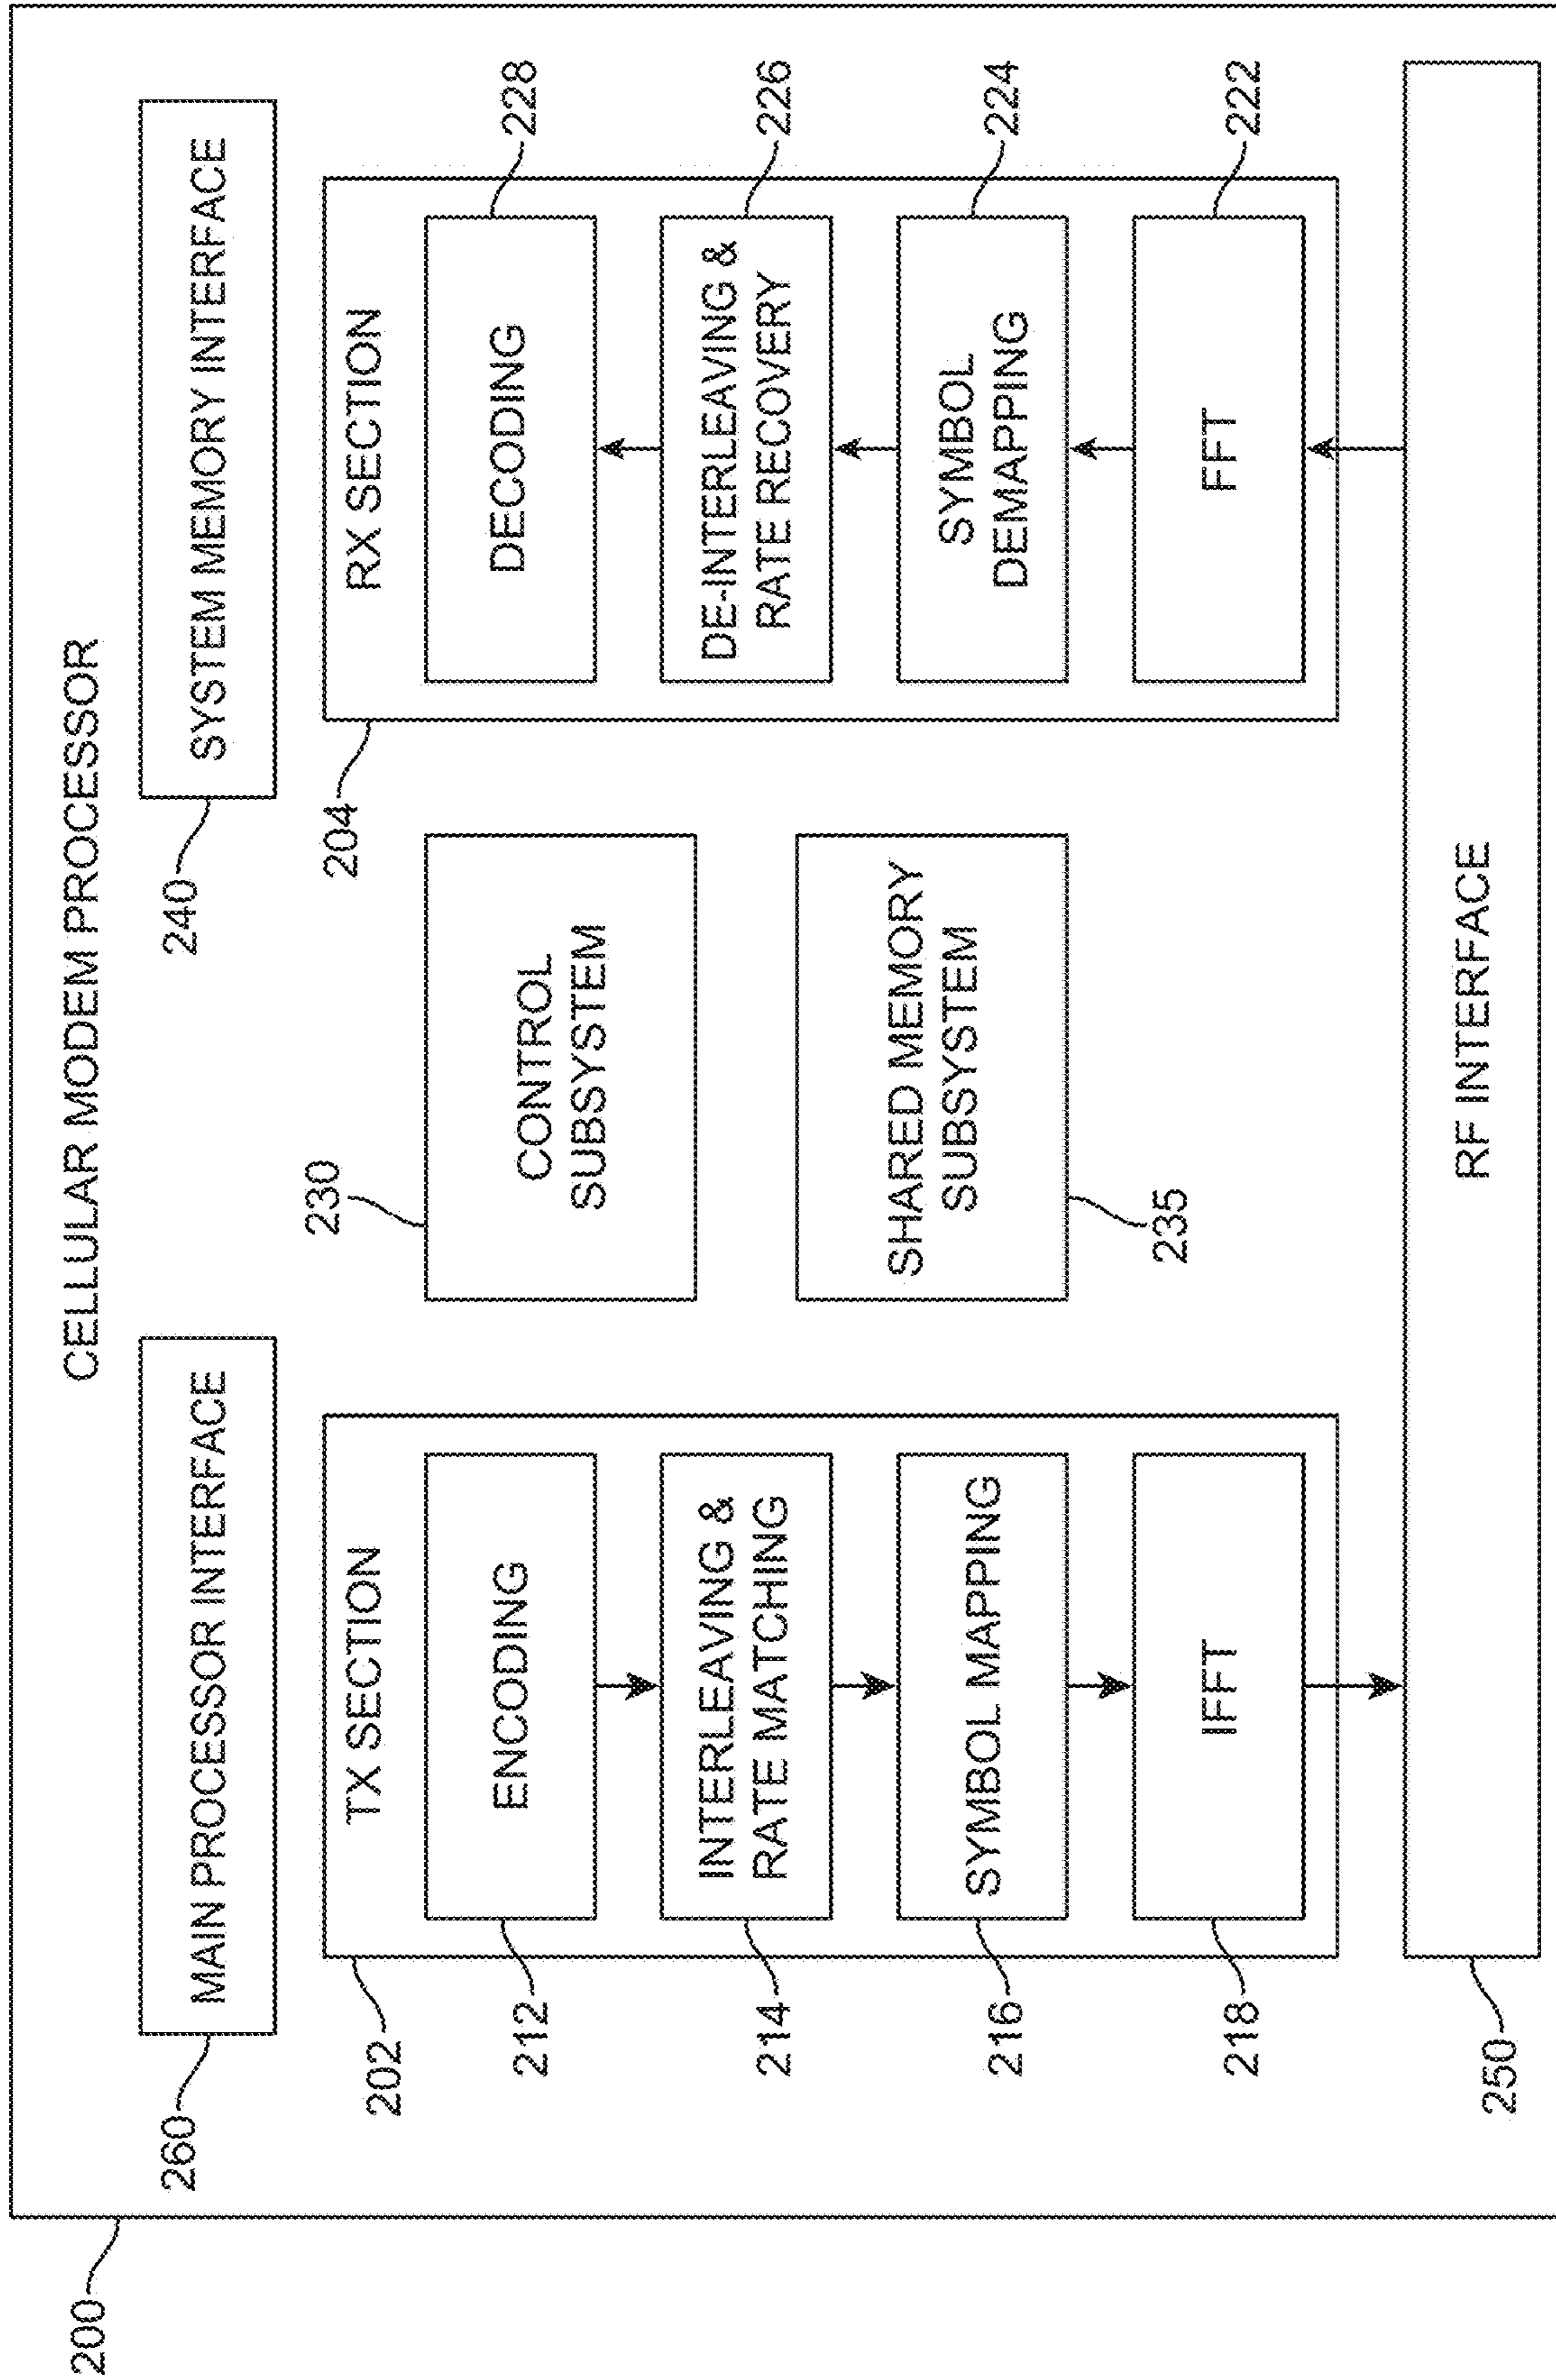 200
CELLULAR MODEM PROCESSOR
260
MAIN PROCESSOR INTERFACE
240
SYSTEM MEMORY INTERFACE
202
TX SECTION
212
ENCODING
214
INTERLEAVING &
RATE MATCHING
216
SYMBOL MAPPING
218
IFFT
230
CONTROL
SUBSYSTEM
SHARED MEMORY
SUBSYSTEM
235
204
RX SECTION
DECODING
228
DE-INTERLEAVING &
RATE RECOVERY
226
SYMBOL
DEMAPPING
224
FFT
222
250
RF INTERFACE